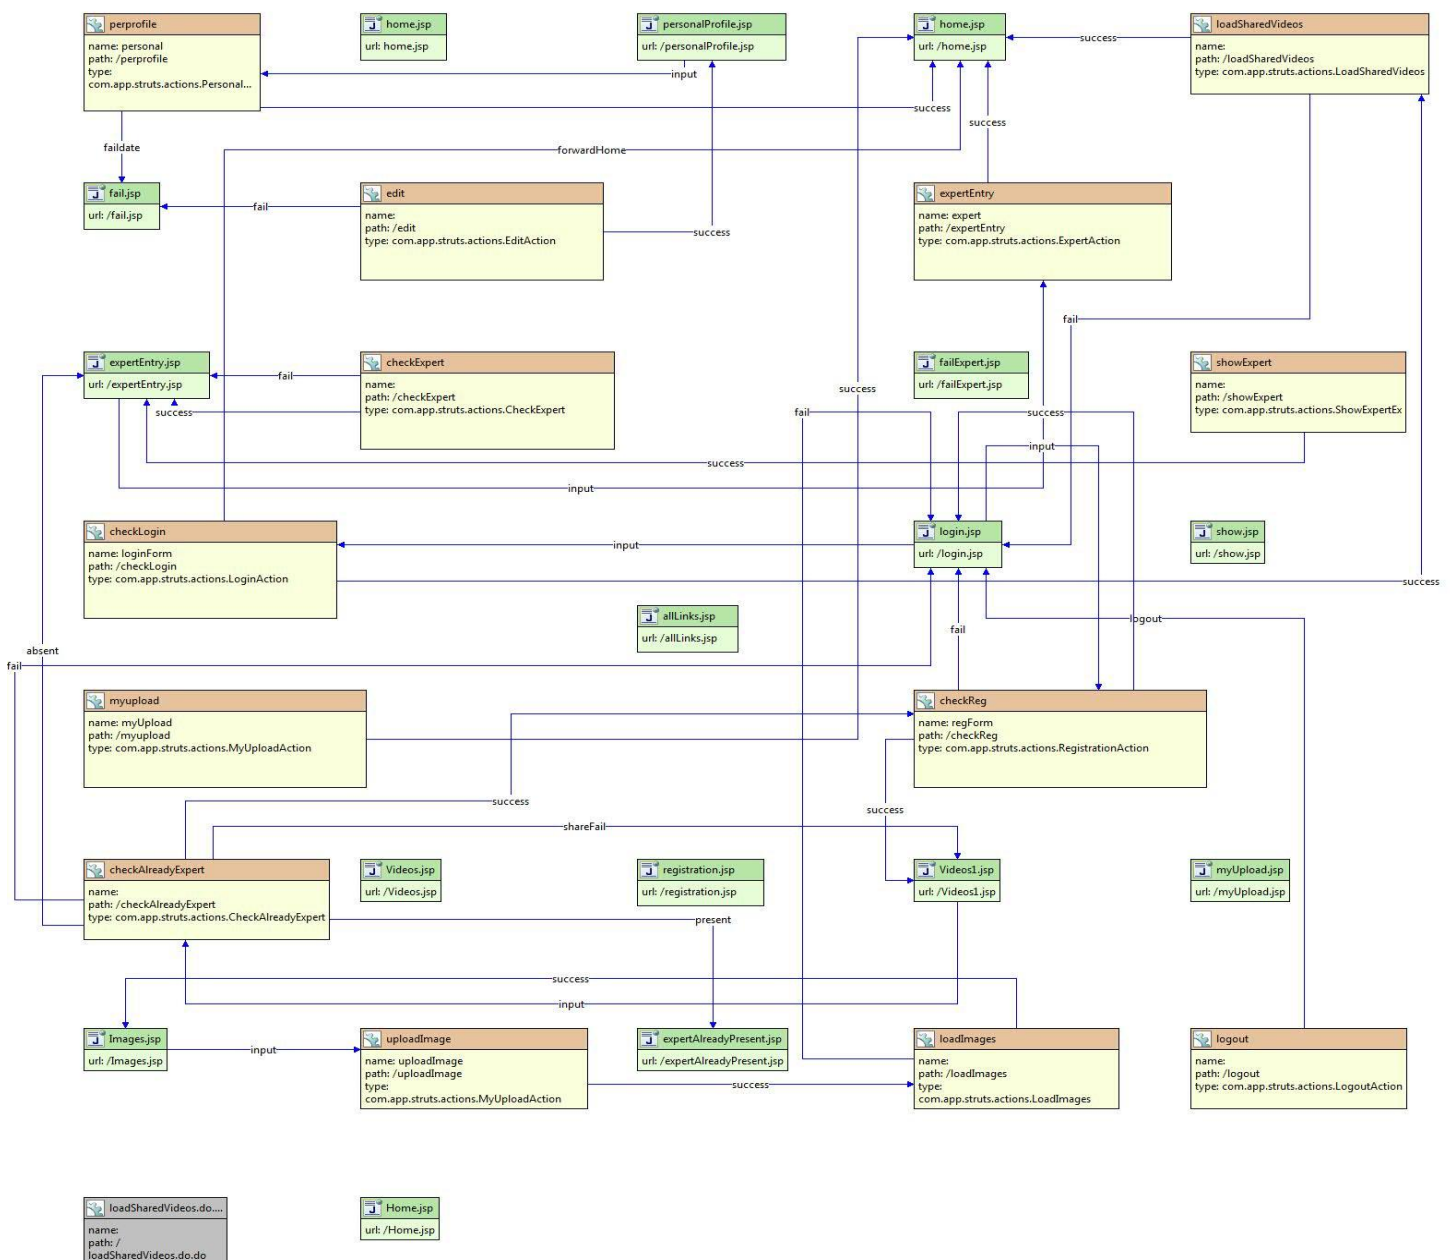 perprofile
name: personal
path: /perprofile
type:
com.app.struts.actions.Personal...
home.jsp
url: home.jsp
personalProfile.jsp
url: /personalProfile.jsp
home.jsp
url: /home.jsp
loadSharedVideos
name:
path: /loadSharedVideos
type: com.app.struts.actions.LoadSharedVideos
success
input
success
success
faildate
forwardHome
fail.jsp
url: /fail.jsp
fail
edit
name:
path: /edit
type: com.app.struts.actions.EditAction
success
expertEntry
name: expert
path: /expertEntry
type: com.app.struts.actions.ExpertAction
fail
expertEntry.jsp
url: /expertEntry.jsp
fail
success
checkExpert
name:
path: /checkExpert
type: com.app.struts.actions.CheckExpert
success
failExpert.jsp
url: /failExpert.jsp
showExpert
name:
path: /showExpert
type: com.app.struts.actions.ShowExpertEx
fail
success
input
success
input
checkLogin
name: loginForm
path: /checkLogin
type: com.app.struts.actions.LoginAction
input
login.jsp
url: /login.jsp
show.jsp
url: /show.jsp
success
allLinks.jsp
url: /allLinks.jsp
fail
logout
absent
fail
myupload
name: myUpload
path: /myupload
type: com.app.struts.actions.MyUploadAction
checkReg
name: regForm
path: /checkReg
type: com.app.struts.actions.RegistrationAction
success
success
shareFail
checkAlreadyExpert
name:
path: /checkAlreadyExpert
type: com.app.struts.actions.CheckAlreadyExpert
Videos.jsp
url: /Videos.jsp
registration.jsp
url: /registration.jsp
Videos1.jsp
url: /Videos1.jsp
myUpload.jsp
url: /myUpload.jsp
present
success
input
Images.jsp
url: /Images.jsp
input
uploadImage
name: uploadImage
path: /uploadImage
type:
com.app.struts.actions.MyUploadAction
expertAlreadyPresent.jsp
url: /expertAlreadyPresent.jsp
success
loadImages
name:
path: /loadImages
type:
com.app.struts.actions.LoadImages
logout
name:
path: /logout
type: com.app.struts.actions.LogoutAction
loadSharedVideos.do....
name:
path: /
loadSharedVideos.do.do
Home.jsp
url: /Home.jsp